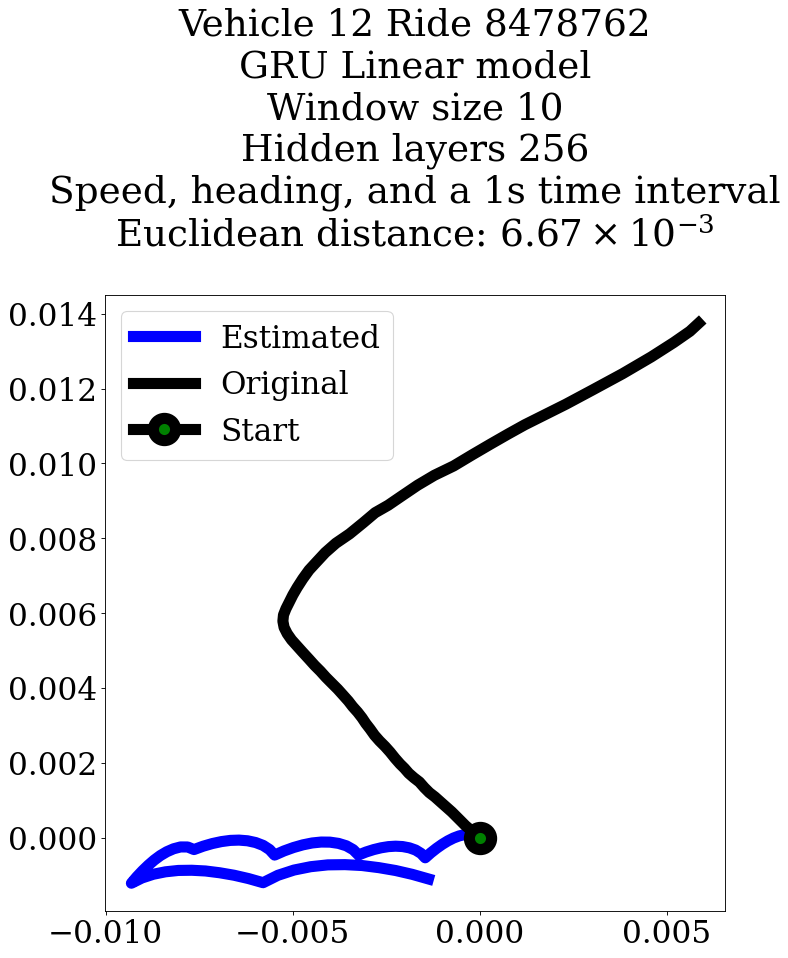 Vehicle 12 Ride 8478762
GRU Linear model
Window size 10
Hidden layers 256
Speed, heading, and a 1s time interval
Euclidean distance: 6.67 × 10⁻³
Estimated
Original
Start
0.014
0.012
0.010
0.008
0.006
0.004
0.002
0.000
−0.010 −0.005 0.000 0.005